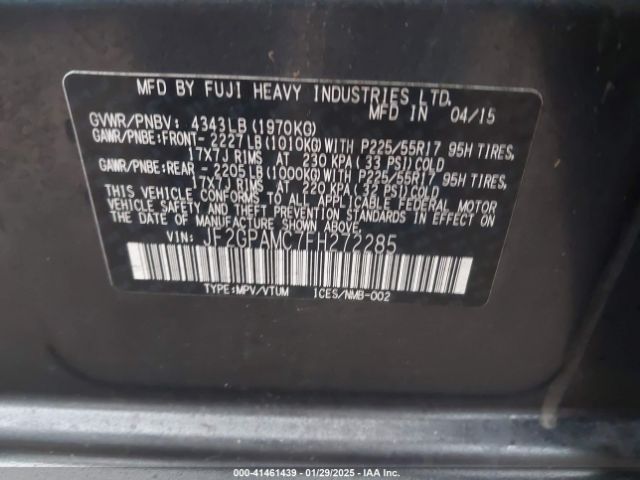 MFD BY FUJI HEAVY INDUSTRIES LTD.
MFD IN 04/15
GVWR/PNBV: 4343LB(1970KG)
GAWR/PNBE:FRONT- 2227LB(1010KG)WITH P225/55R17 95H TIRES,
17X7J RIMS AT 230 KPA(33 PSI)COLD
GAWR/PNBE:REAR - 2205LB(1000KG)WITH P225/55R17 95H TIRES,
17X7J RIMS AT 220 KPA(32 PSI)COLD
THIS VEHICLE CONFORMS TO ALL APPLICABLE FEDERAL MOTOR
VEHICLE SAFETY AND THEFT PREVENTION STANDARDS IN
EFFECT ON THE DATE OF MANUFACTURE SHOWN ABOVE.
VIN: JF2GPAMC7FH272285
TYPE:MPV/VTUM ICES/NMB-002
000-41461439 - 01/29/2025 - IAA Inc.